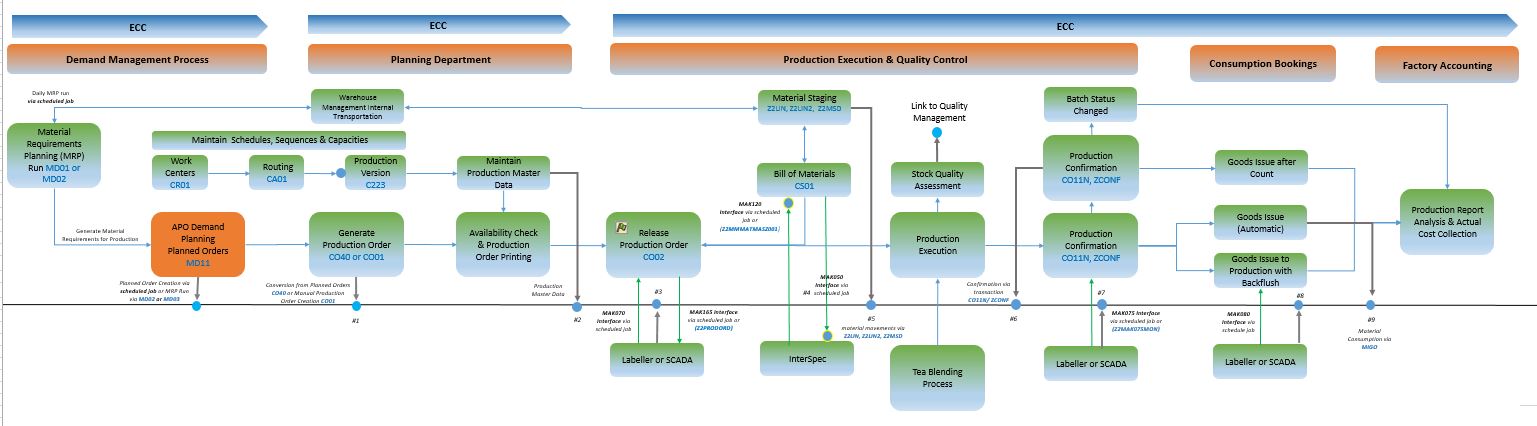 ECC
ECC
ECC
Demand Management Process
Planning Department
Production Execution & Quality Control
Consumption Bookings
Factory Accounting
Daily MRP run
via scheduled job
Material
Requirements
Planning (MRP)
Run MD01 or
MD02
Warehouse
Management Internal
Transportation
Maintain Schedules, Sequences & Capacities
Work
Centers
CR01
Routing
CA01
Production
Version
C223
Maintain
Production Master
Data
Material Staging
Z2LIN, Z2LIN2, Z2MSD
Bill of Materials
CS01
Link to Quality
Management
Stock Quality
Assessment
Batch Status
Changed
Production
Confirmation
CO11N, ZCONF
Goods Issue after
Count
Generate Material
Requirements for Production
APO Demand
Planning
Planned Orders
MD11
Generate
Production Order
CO40 or CO01
Availability Check
& Production
Order Printing
Release
Production Order
CO02
MAK120
Interface via scheduled
job or
(Z2MMMATMAS2001)
Production
Execution
Production
Confirmation
CO11N, ZCONF
Goods Issue
(Automatic)
Goods Issue to
Production with
Backflush
Production Report
Analysis & Actual
Cost Collection
Planned Order Creation via
scheduled job or MRP Run
via MD02 or MD03
Conversion from Planned Orders
CO40 or Manual Production
Order Creation CO01
Production
Master Data
MAK050
Interface via
scheduled job
Confirmation via
transaction
CO11N/ ZCONF
#1
#2
#3
#4
#5
#6
#7
#8
#9
MAK070
Interface via
scheduled job
MAK165 Interface
via scheduled job or
(Z2PRODORD)
material movements via
Z2LIN, Z2LIN2, Z2MSD
MAK075 Interface
via scheduled job or
(Z2MAK075MON)
MAK080
Interface via
schedule job
Material
Consumption via
MIGO
Labeller or SCADA
InterSpec
Tea Blending
Process
Labeller or SCADA
Labeller or SCADA